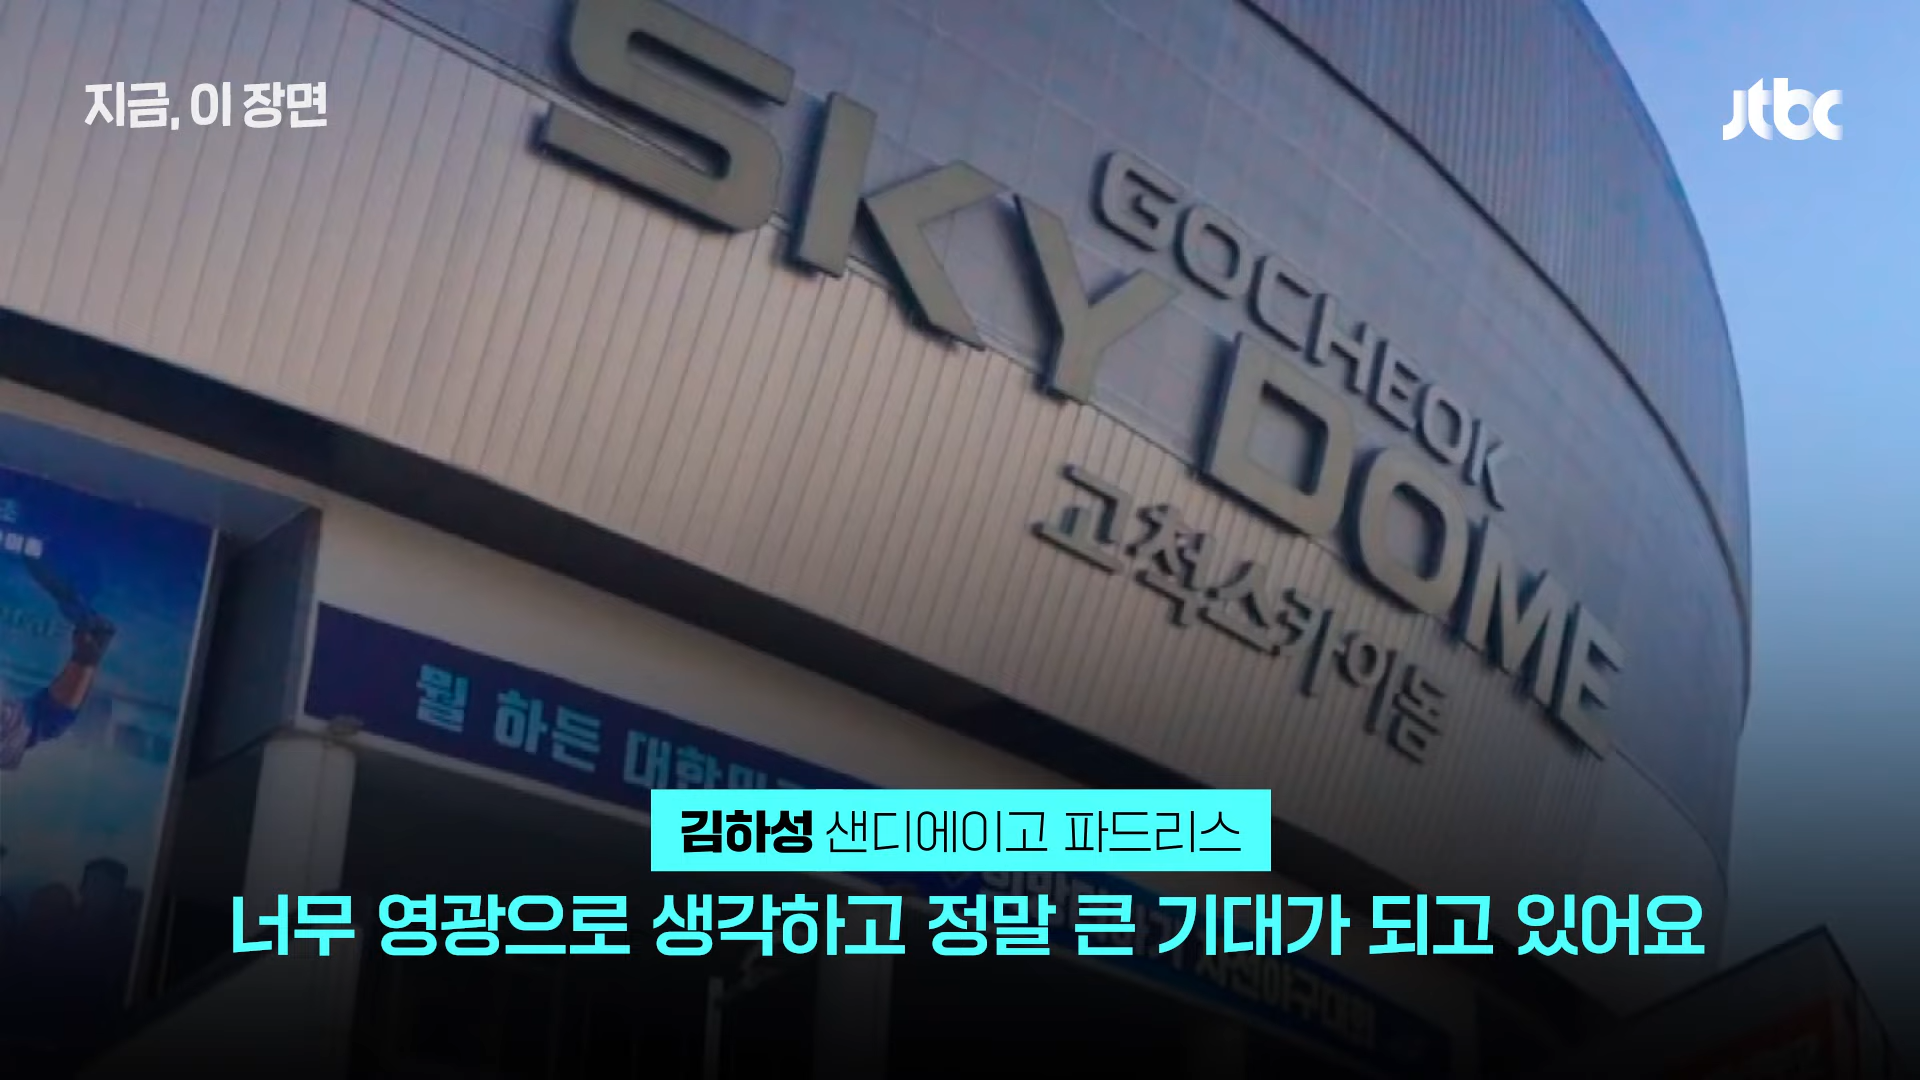 지금, 이 장면
jtbc
SKY DOME
GOCHEOK
고척스카이돔
뭘 하든 대한민국
김하성 샌디에이고 파드리스
너무 영광으로 생각하고 정말 큰 기대가 되고 있어요